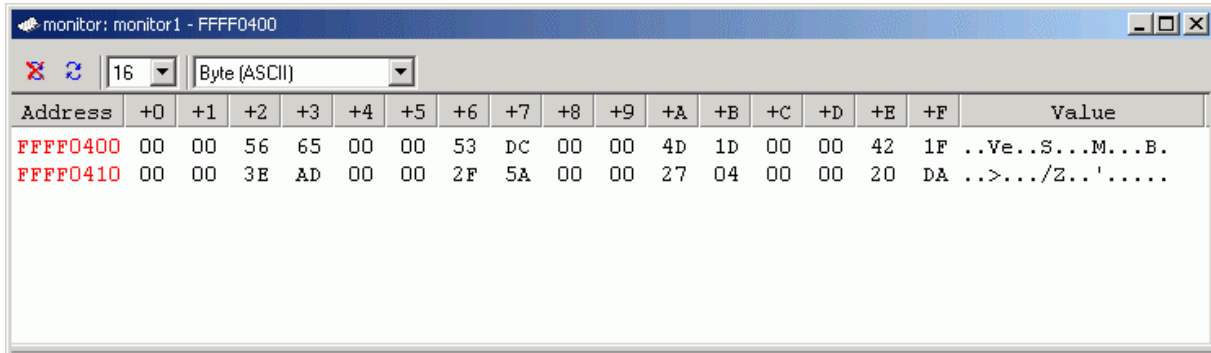 monitor: monitor1 - FFFF0400
16 Byte (ASCII)
Address +0 +1 +2 +3 +4 +5 +6 +7 +8 +9 +A +B +C +D +E +F Value
FFFF0400 00 00 56 65 00 00 53 DC 00 00 4D 1D 00 00 42 1F ..Ve..S...M...B.
FFFF0410 00 00 3E AD 00 00 2F 5A 00 00 27 04 00 00 20 DA ..>.../Z..'.....